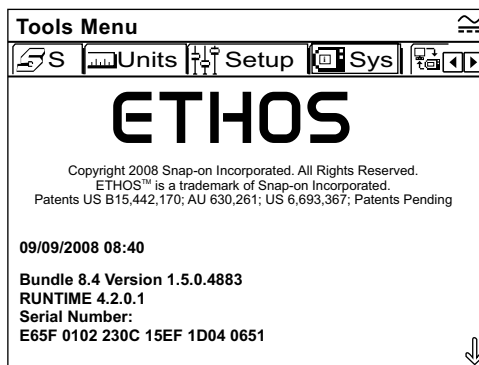 Tools Menu
S Units Setup Sys
ETHOS
Copyright 2008 Snap-on Incorporated. All Rights Reserved.
ETHOS™ is a trademark of Snap-on Incorporated.
Patents US B15,442,170; AU 630,261; US 6,693,367; Patents Pending
09/09/2008 08:40
Bundle 8.4 Version 1.5.0.4883
RUNTIME 4.2.0.1
Serial Number:
E65F 0102 230C 15EF 1D04 0651